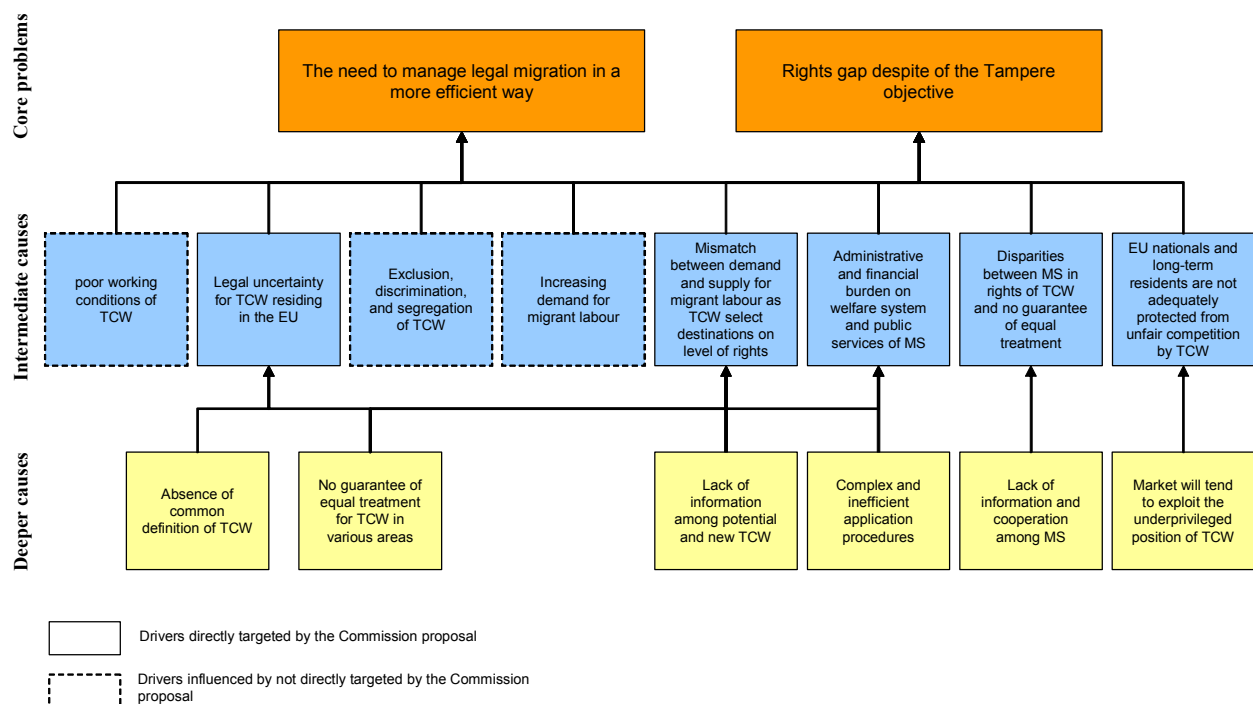 Core problems
The need to manage legal migration in a
more efficient way
Rights gap despite of the Tampere
objective
Intermediate causes
poor working
conditions of
TCW
Legal uncertainty
for TCW residing
in the EU
Exclusion,
discrimination,
and segregation
of TCW
Increasing
demand for
migrant labour
Mismatch
between demand
and supply for
migrant labour as
TCW select
destinations on
level of rights
Administrative
and financial
burden on
welfare system
and public
services of MS
Disparities
between MS in
rights of TCW
and no guarantee
of equal
treatment
EU nationals and
long-term
residents are not
adequately
protected from
unfair competition
by TCW
Deeper causes
Absence of
common
definition of TCW
No guarantee of
equal treatment
for TCW in
various areas
Lack of
information
among potential
and new TCW
Complex and
inefficient
application
procedures
Lack of
information and
cooperation
among MS
Market will tend
to exploit the
underprivileged
position of TCW
Drivers directly targeted by the Commission proposal
Drivers influenced by not directly targeted by the Commission
proposal